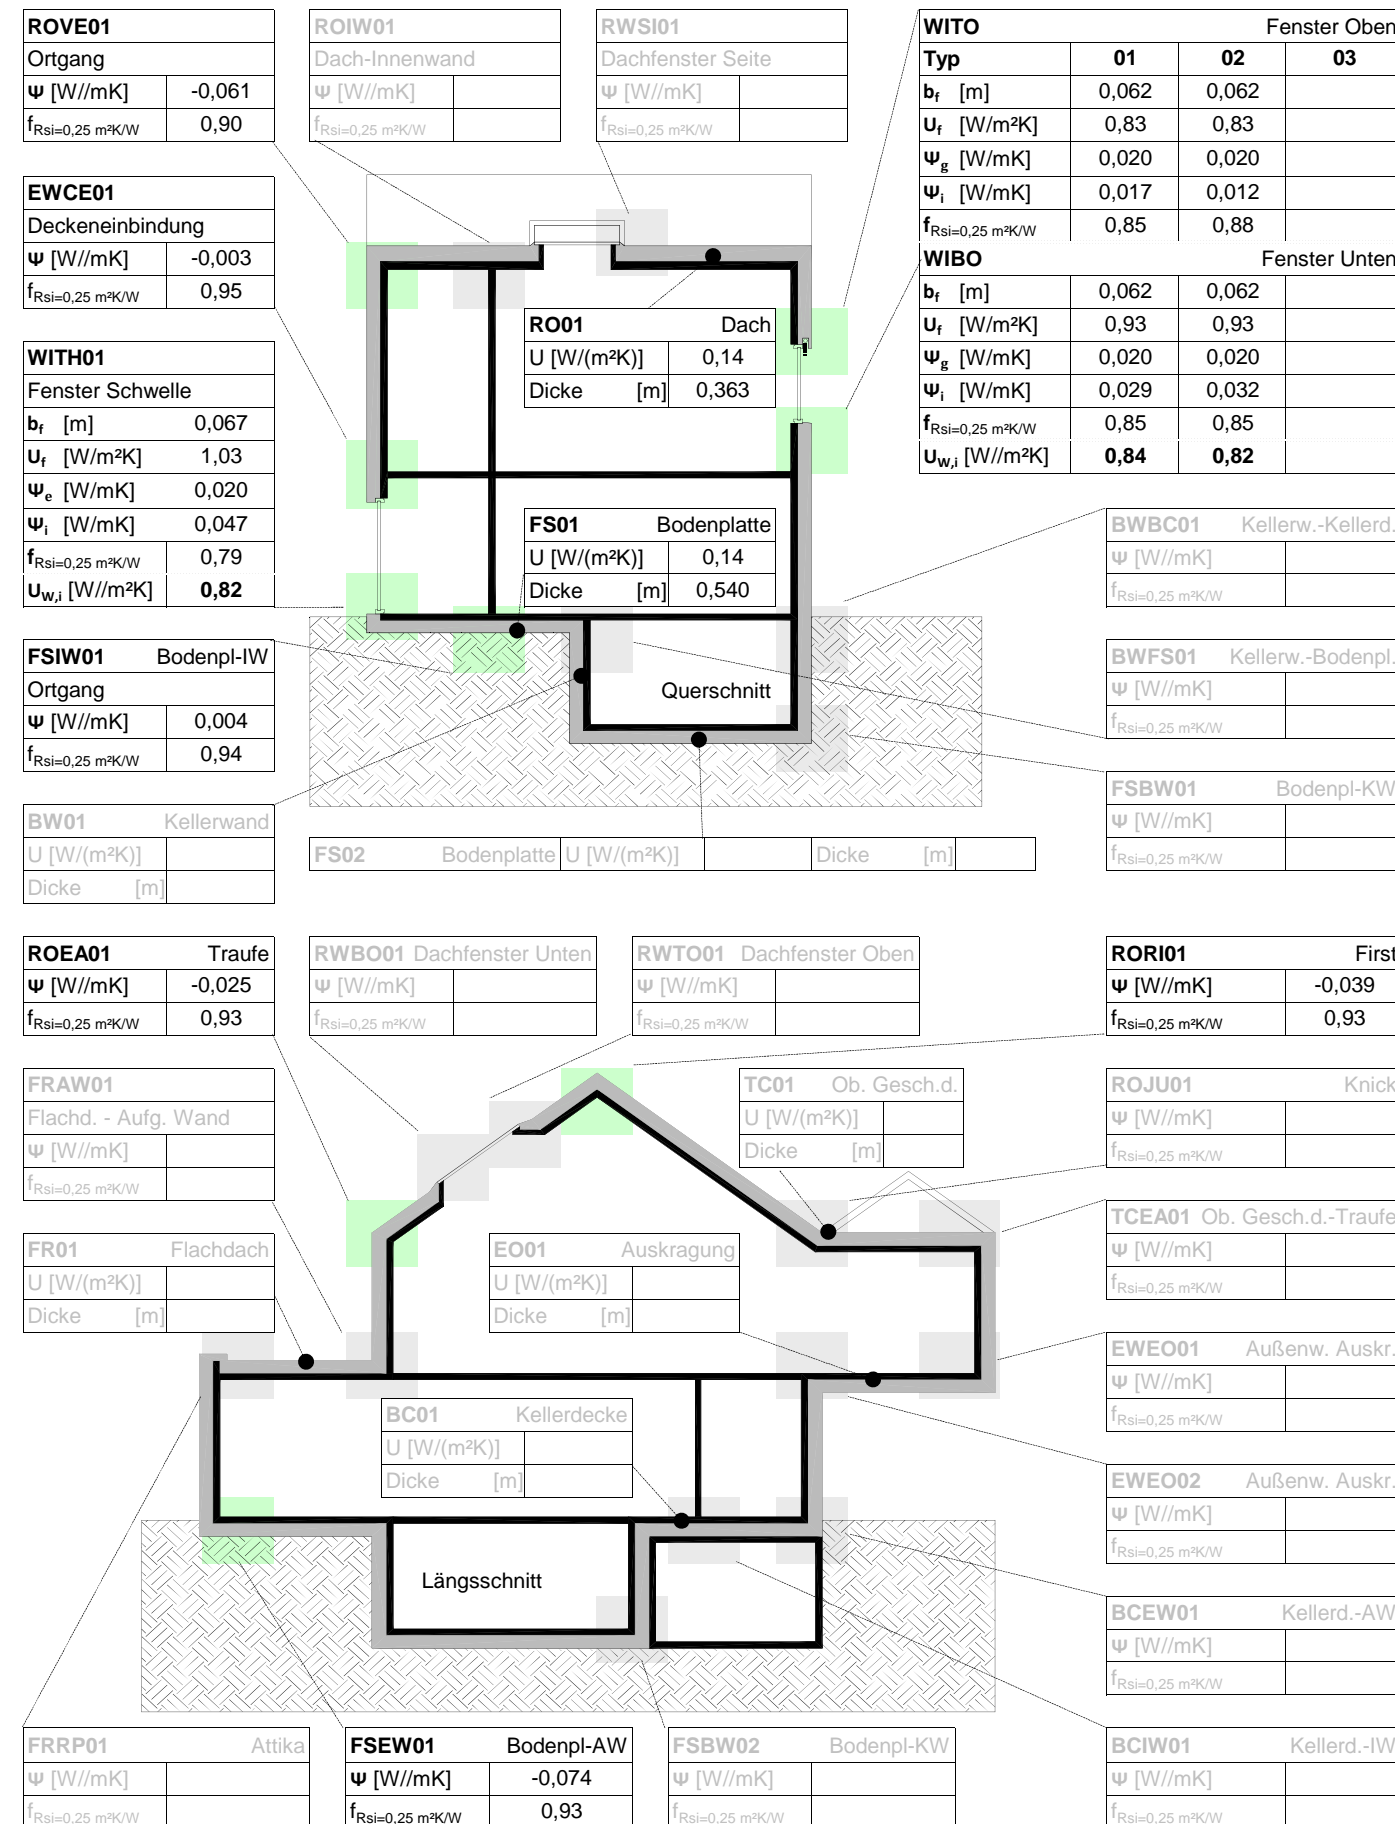 ROVE01
Ortgang
Ψ [W//mK] -0,061
fRsi=0,25 m²K/W 0,90
ROIW01
Dach-Innenwand
Ψ [W//mK]
fRsi=0,25 m²K/W
RWSI01
Dachfenster Seite
Ψ [W//mK]
fRsi=0,25 m²K/W
WITO Fenster Oben
Typ 01 02 03
bf [m] 0,062 0,062
Uf [W/m²K] 0,83 0,83
Ψg [W/mK] 0,020 0,020
Ψi [W/mK] 0,017 0,012
fRsi=0,25 m²K/W 0,85 0,88
WIBO Fenster Unten
bf [m] 0,062 0,062
Uf [W/m²K] 0,93 0,93
Ψg [W/mK] 0,020 0,020
Ψi [W/mK] 0,029 0,032
fRsi=0,25 m²K/W 0,85 0,85
UW,i [W//m²K] 0,84 0,82
EWCE01
Deckeneinbindung
Ψ [W//mK] -0,003
fRsi=0,25 m²K/W 0,95
RO01 Dach
U [W/(m²K)] 0,14
Dicke [m] 0,363
WITH01
Fenster Schwelle
bf [m] 0,067
Uf [W/m²K] 1,03
Ψe [W/mK] 0,020
Ψi [W/mK] 0,047
fRsi=0,25 m²K/W 0,79
UW,i [W//m²K] 0,82
FS01 Bodenplatte
U [W/(m²K)] 0,14
Dicke [m] 0,540
BWBC01 Kellerw.-Kellerd.
Ψ [W//mK]
fRsi=0,25 m²K/W
FSIW01 Bodenpl-IW
Ortgang
Ψ [W//mK] 0,004
fRsi=0,25 m²K/W 0,94
Querschnitt
BWFS01 Kellerw.-Bodenpl.
Ψ [W//mK]
fRsi=0,25 m²K/W
FSBW01 Bodenpl-KW
Ψ [W//mK]
fRsi=0,25 m²K/W
BW01 Kellerwand
U [W/(m²K)]
Dicke [m]
FS02 Bodenplatte U [W/(m²K)] Dicke [m]
ROEA01 Traufe
Ψ [W//mK] -0,025
fRsi=0,25 m²K/W 0,93
RWBO01 Dachfenster Unten
Ψ [W//mK]
fRsi=0,25 m²K/W
RWTO01 Dachfenster Oben
Ψ [W//mK]
fRsi=0,25 m²K/W
RORI01 First
Ψ [W//mK] -0,039
fRsi=0,25 m²K/W 0,93
FRAW01
Flachd. - Aufg. Wand
Ψ [W//mK]
fRsi=0,25 m²K/W
TC01 Ob. Gesch.d.
U [W/(m²K)]
Dicke [m]
ROJU01 Knick
Ψ [W//mK]
fRsi=0,25 m²K/W
FR01 Flachdach
U [W/(m²K)]
Dicke [m]
EO01 Auskragung
U [W/(m²K)]
Dicke [m]
TCEA01 Ob. Gesch.d.-Traufe
Ψ [W//mK]
fRsi=0,25 m²K/W
EWEO01 Außenw. Auskr.
Ψ [W//mK]
fRsi=0,25 m²K/W
BC01 Kellerdecke
U [W/(m²K)]
Dicke [m]
EWEO02 Außenw. Auskr.
Ψ [W//mK]
fRsi=0,25 m²K/W
Längsschnitt
BCEW01 Kellerd.-AW
Ψ [W//mK]
fRsi=0,25 m²K/W
FRRP01 Attika
Ψ [W//mK]
fRsi=0,25 m²K/W
FSEW01 Bodenpl-AW
Ψ [W//mK] -0,074
fRsi=0,25 m²K/W 0,93
FSBW02 Bodenpl-KW
Ψ [W//mK]
fRsi=0,25 m²K/W
BCIW01 Kellerd.-IW
Ψ [W//mK]
fRsi=0,25 m²K/W